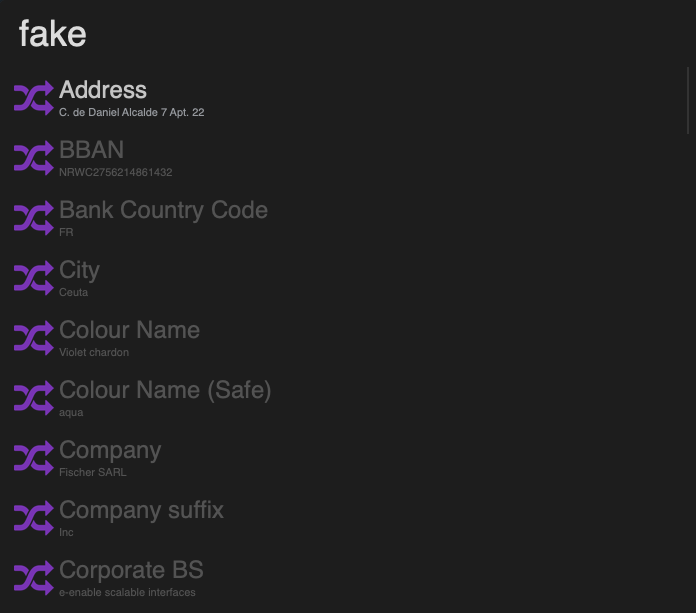 fake
Address
C. de Daniel Alcalde 7 Apt. 22
BBAN
NRWC2756214861432
Bank Country Code
FR
City
Ceuta
Colour Name
Violet chardon
Colour Name (Safe)
aqua
Company
Fischer SARL
Company suffix
Inc
Corporate BS
e-enable scalable interfaces